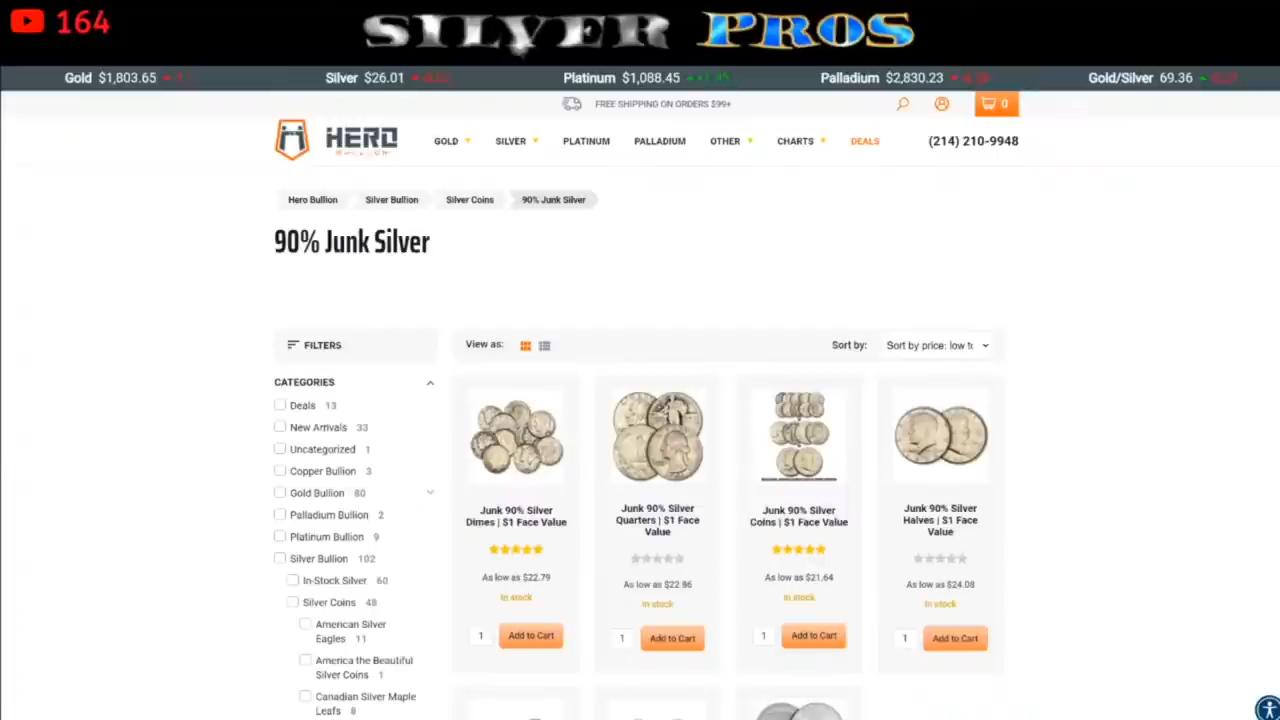 164
SILVER PROS
Gold $1,803.65
Silver $26.01
Platinum $1,088.45
Palladium $2,830.23
Gold/Silver 69.36
FREE SHIPPING ON ORDERS $99+
0
HERO
GOLD
SILVER
PLATINUM
PALLADIUM
OTHER
CHARTS
DEALS
(214) 210-9948
Hero Bullion
Silver Bullion
Silver Coins
90% Junk Silver
90% Junk Silver
FILTERS
View as:
Sort by:
Sort by price: low to
CATEGORIES
Deals 13
New Arrivals 33
Uncategorized 1
Copper Bullion 3
Gold Bullion 80
Palladium Bullion 2
Platinum Bullion 9
Silver Bullion 102
In-Stock Silver 60
Silver Coins 48
American Silver
Eagles 11
America the Beautiful
Silver Coins 1
Canadian Silver Maple
Leafs 8
Junk 90% Silver
Dimes | $1 Face Value
As low as $22.79
In stock
1
Add to Cart
Junk 90% Silver
Quarters | $1 Face
Value
As low as $22.86
In stock
1
Add to Cart
Junk 90% Silver
Coins | $1 Face Value
As low as $21.64
In stock
1
Add to Cart
Junk 90% Silver
Halves | $1 Face
Value
As low as $24.08
In stock
1
Add to Cart